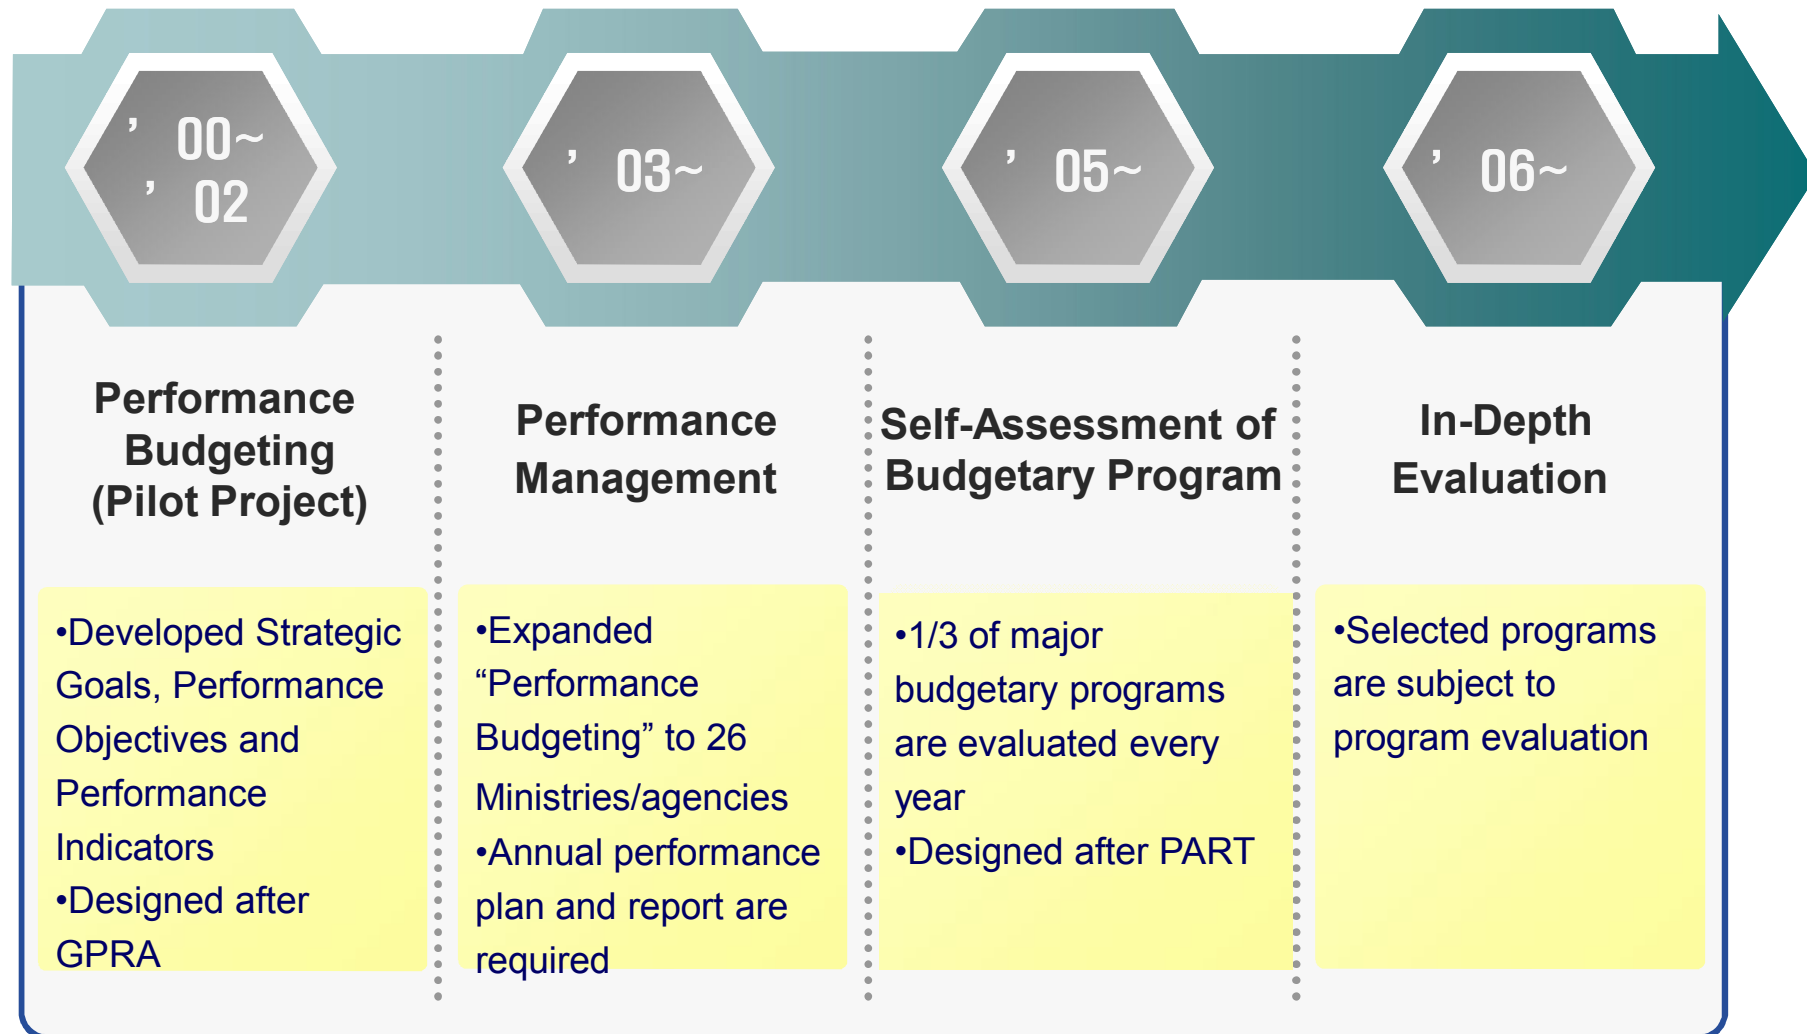 ’ 00~
’ 02
’ 03~
’ 05~
’ 06~
Performance
Budgeting
(Pilot Project)
Performance
Management
Self-Assessment of
Budgetary Program
In-Depth
Evaluation
•Developed Strategic
Goals, Performance
Objectives and
Performance
Indicators
•Designed after
GPRA
•Expanded
“Performance
Budgeting” to 26
Ministries/agencies
•Annual performance
plan and report are
required
•1/3 of major
budgetary programs
are evaluated every
year
•Designed after PART
•Selected programs
are subject to
program evaluation